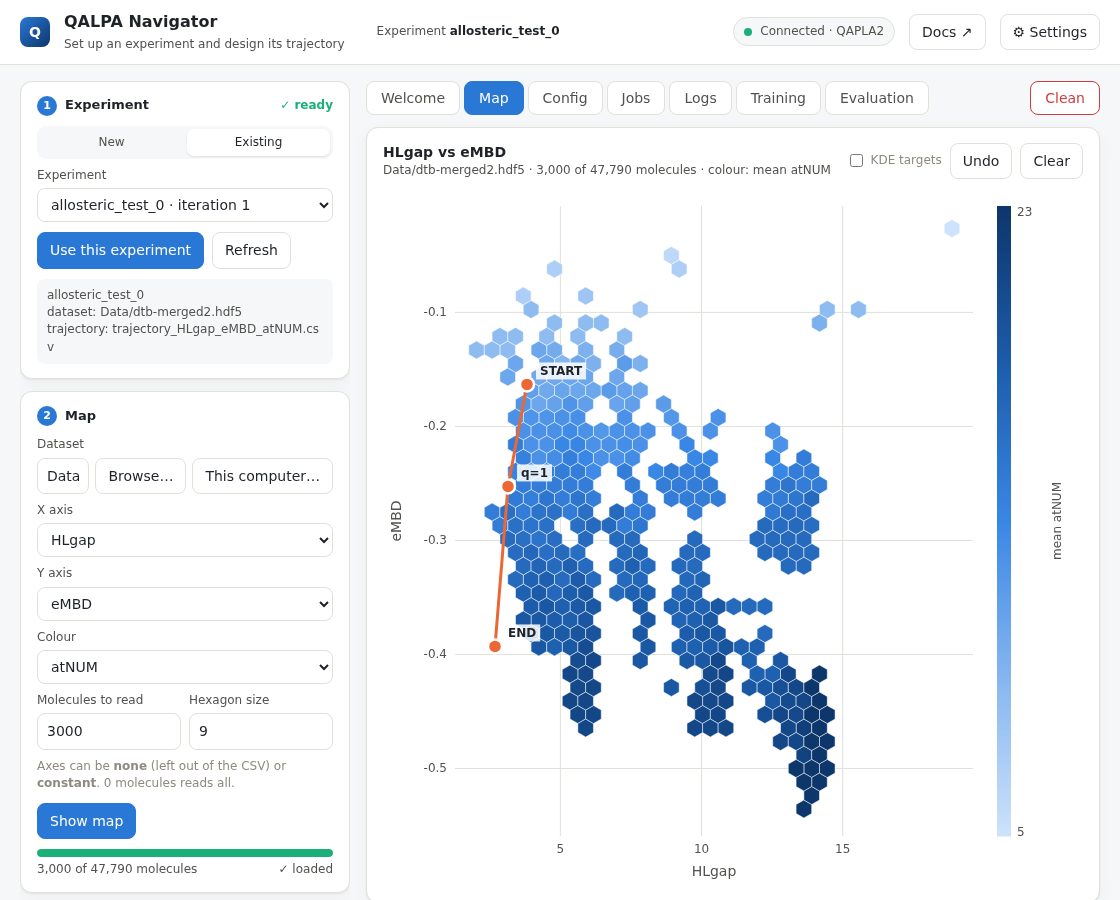 Q
QALPA Navigator
Set up an experiment and design its trajectory
Experiment allosteric_test_0
Connected · QAPLA2
Docs ↗
⚙ Settings
1 Experiment
✓ ready
New
Existing
Experiment
allosteric_test_0 · iteration 1
Use this experiment
Refresh
allosteric_test_0
dataset: Data/dtb-merged2.hdf5
trajectory: trajectory_HLgap_eMBD_atNUM.cs
v
2 Map
Dataset
Data
Browse…
This computer…
X axis
HLgap
Y axis
eMBD
Colour
atNUM
Molecules to read
Hexagon size
3000
9
Axes can be none (left out of the CSV) or
constant. 0 molecules reads all.
Show map
3,000 of 47,790 molecules
✓ loaded
Welcome
Map
Config
Jobs
Logs
Training
Evaluation
Clean
HLgap vs eMBD
Data/dtb-merged2.hdf5 · 3,000 of 47,790 molecules · colour: mean atNUM
KDE targets
Undo
Clear
-0.1
-0.2
-0.3
-0.4
-0.5
eMBD
START
q=1
END
5
10
15
HLgap
23
5
mean atNUM